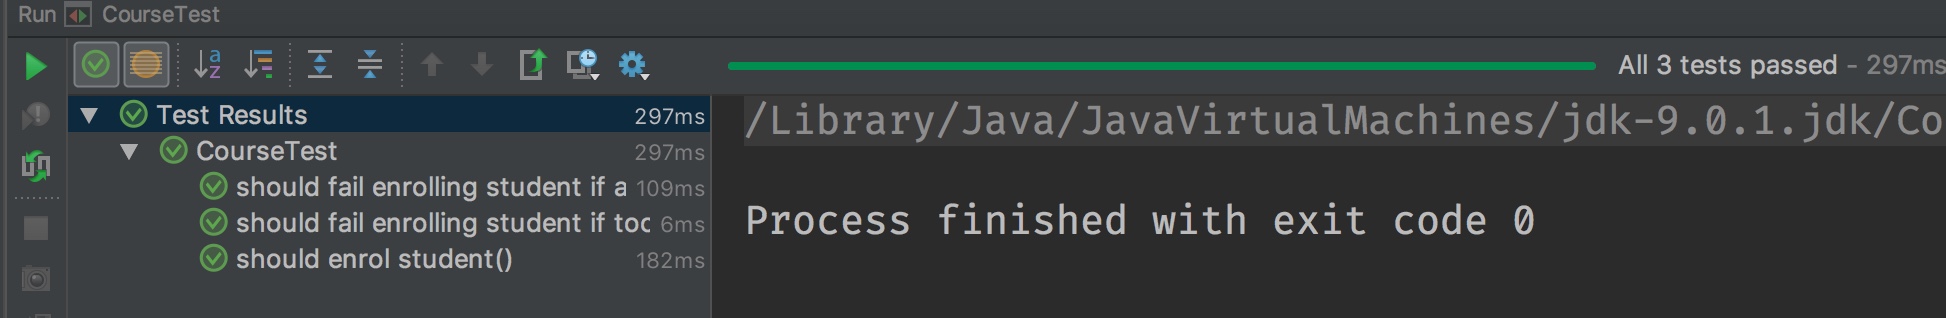 Run CourseTest
All 3 tests passed - 297ms
Test Results 297ms
CourseTest 297ms
should fail enrolling student if a 109ms
should fail enrolling student if too 6ms
should enrol student() 182ms
/Library/Java/JavaVirtualMachines/jdk-9.0.1.jdk/Co
Process finished with exit code 0